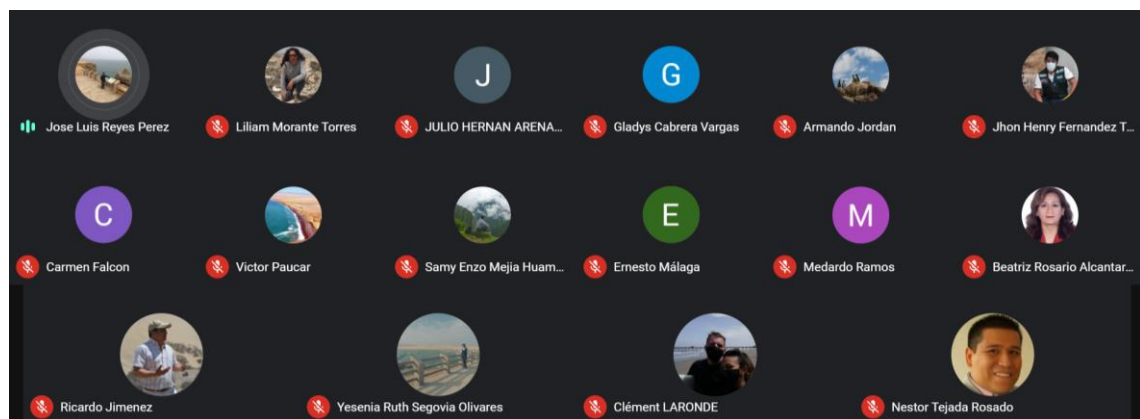 J
G
Jose Luis Reyes Perez
Liliam Morante Torres
JULIO HERNAN ARENA...
Gladys Cabrera Vargas
Armando Jordan
Jhon Henry Fernandez T...
C
E
M
Carmen Falcon
Victor Paucar
Samy Enzo Mejia Huam...
Ernesto Málaga
Medardo Ramos
Beatriz Rosario Alcantar...
Ricardo Jimenez
Yesenia Ruth Segovia Olivares
Clément LARONDE
Nestor Tejada Rosado